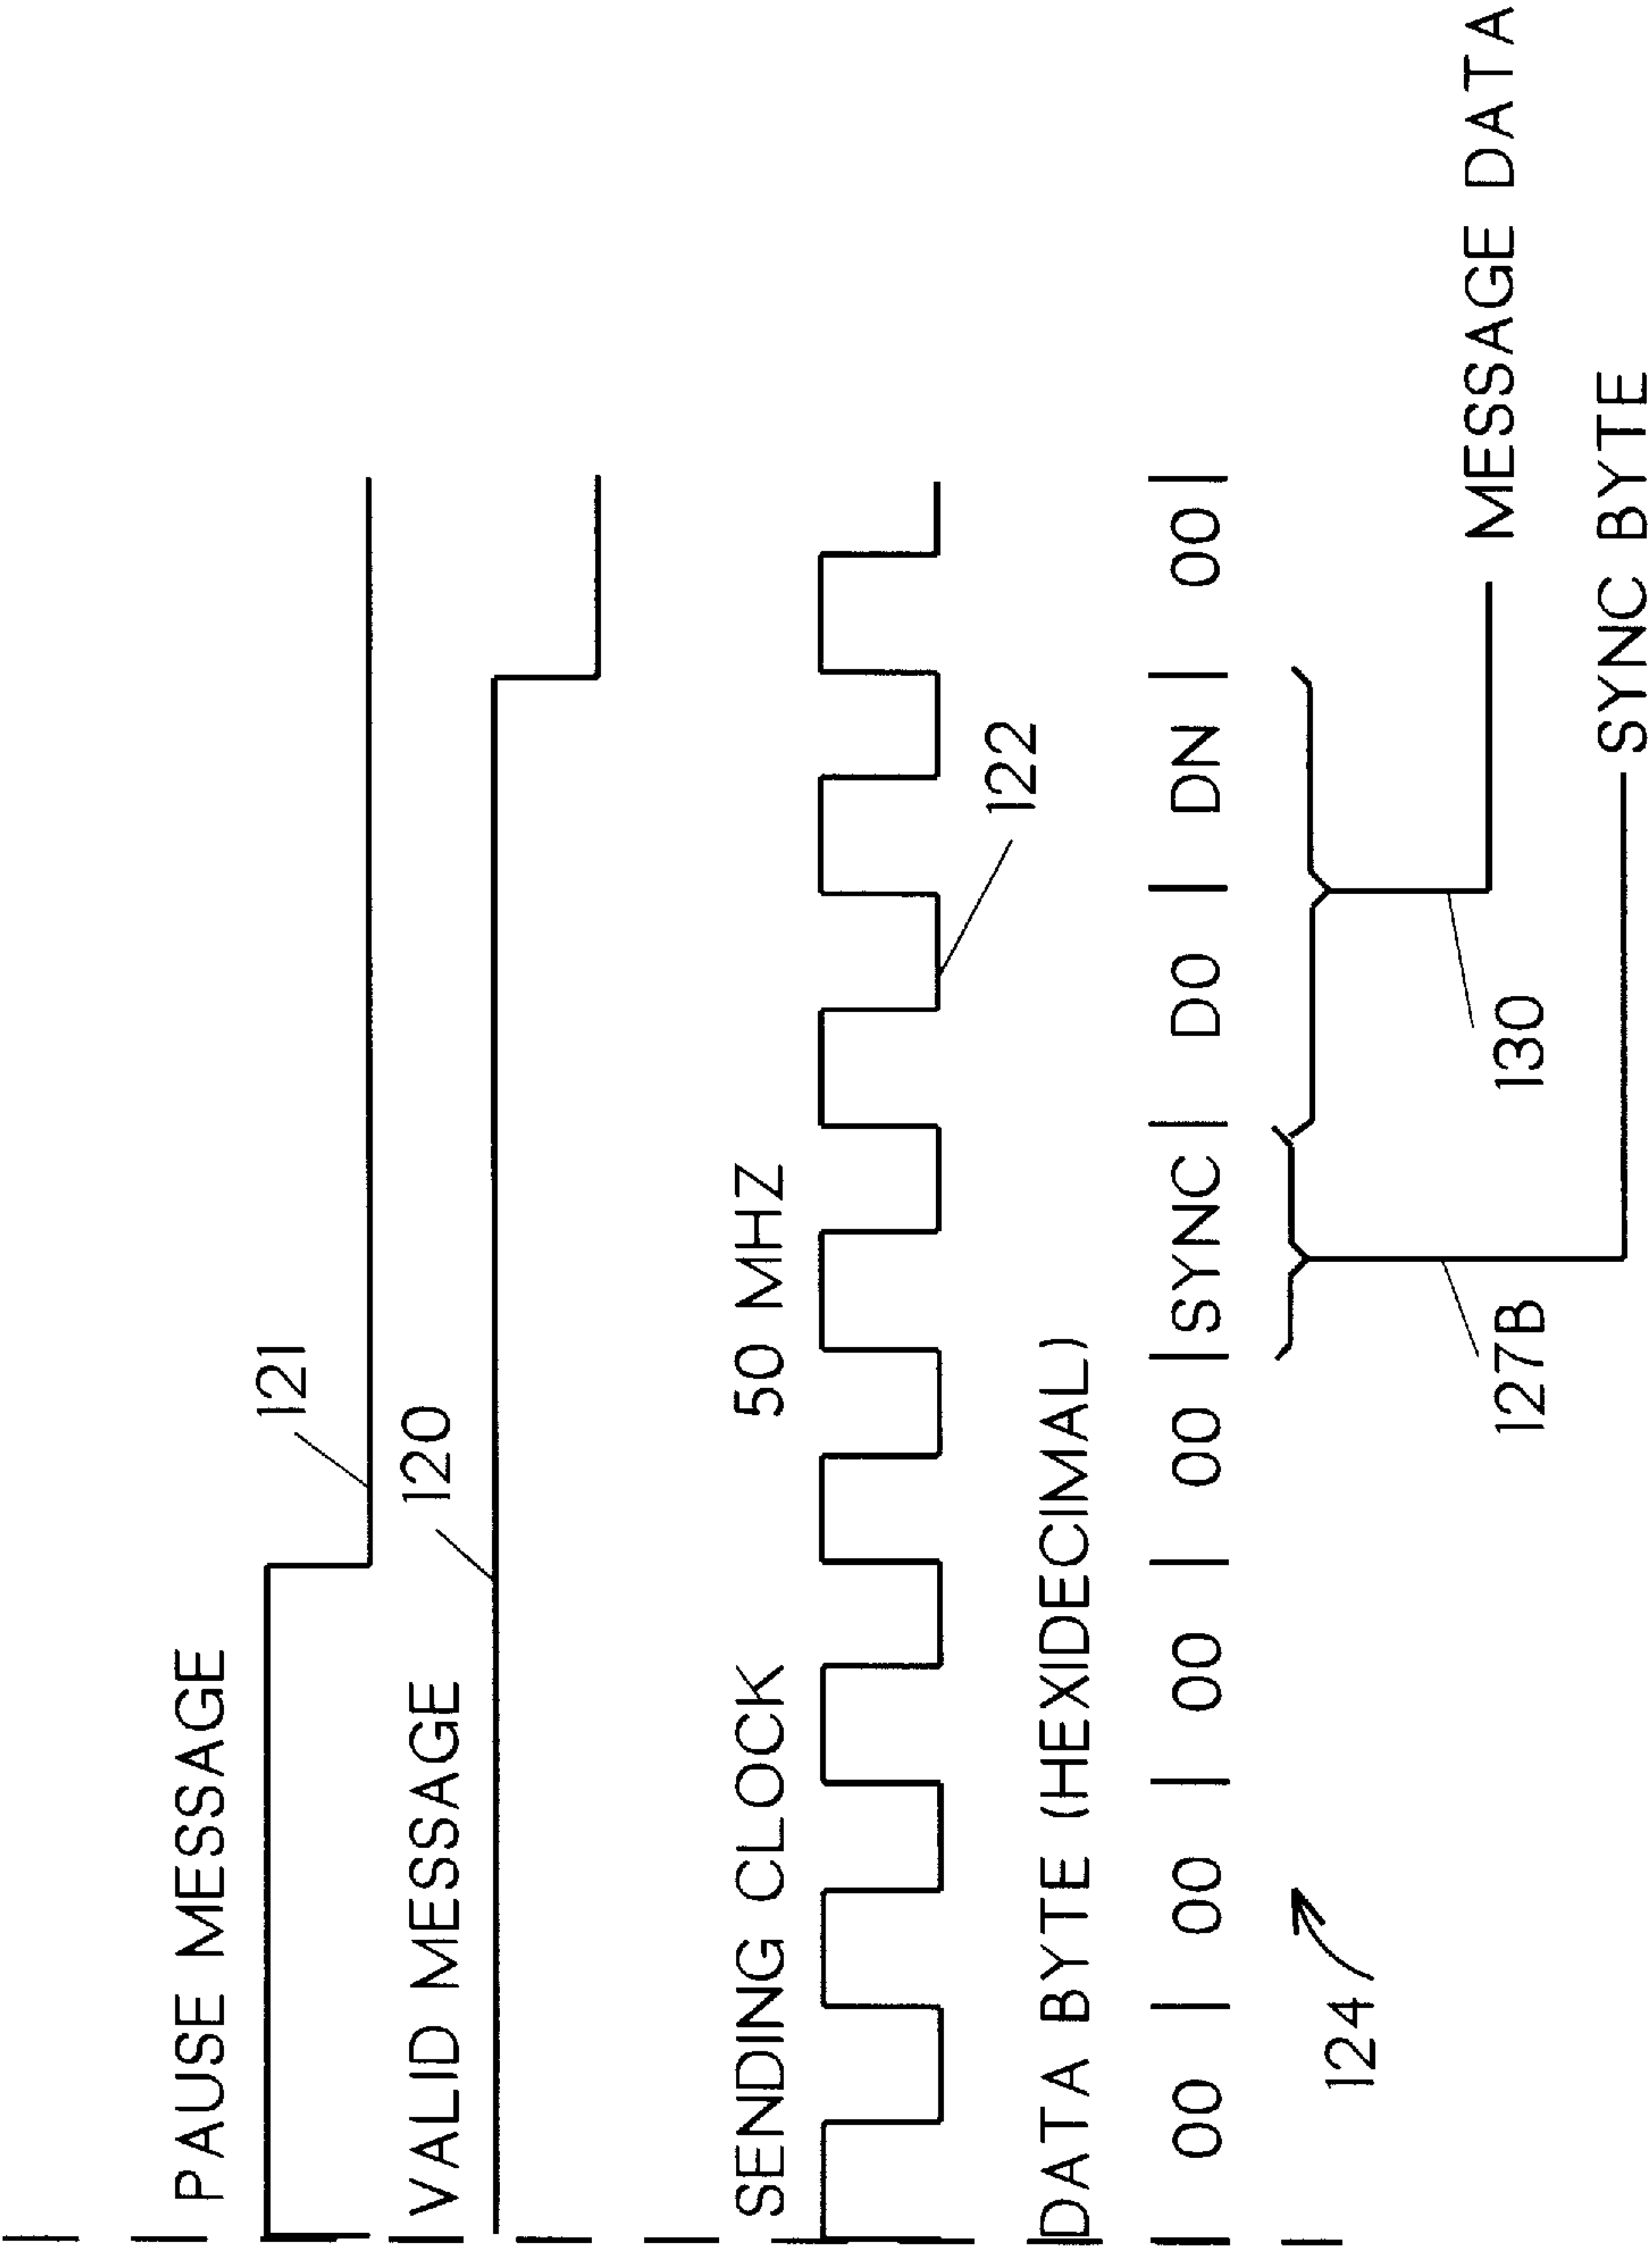 PAUSE MESSAGE
121
VALID MESSAGE
120
SENDING CLOCK 50 MHZ
122
DATA BYTE (HEXIDECIMAL)
| 00 | 00 | 00 | 00 | SYNC | D0 | DN | 00 |
124
127B
130
MESSAGE DATA
SYNC BYTE